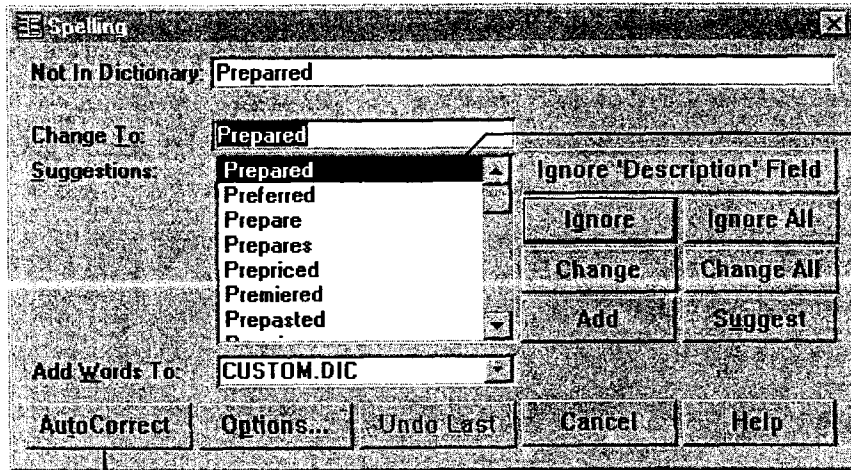 Spelling
Not In Dictionary: Preparred
Change To: Prepared
Suggestions:
Prepared
Preferred
Prepare
Prepares
Prepriced
Premiered
Prepasted
Ignore 'Description' Field
Ignore Ignore All
Change Change All
Add Suggest
Add Words To: CUSTOM.DIC
AutoCorrect Options... Undo Last Cancel Help